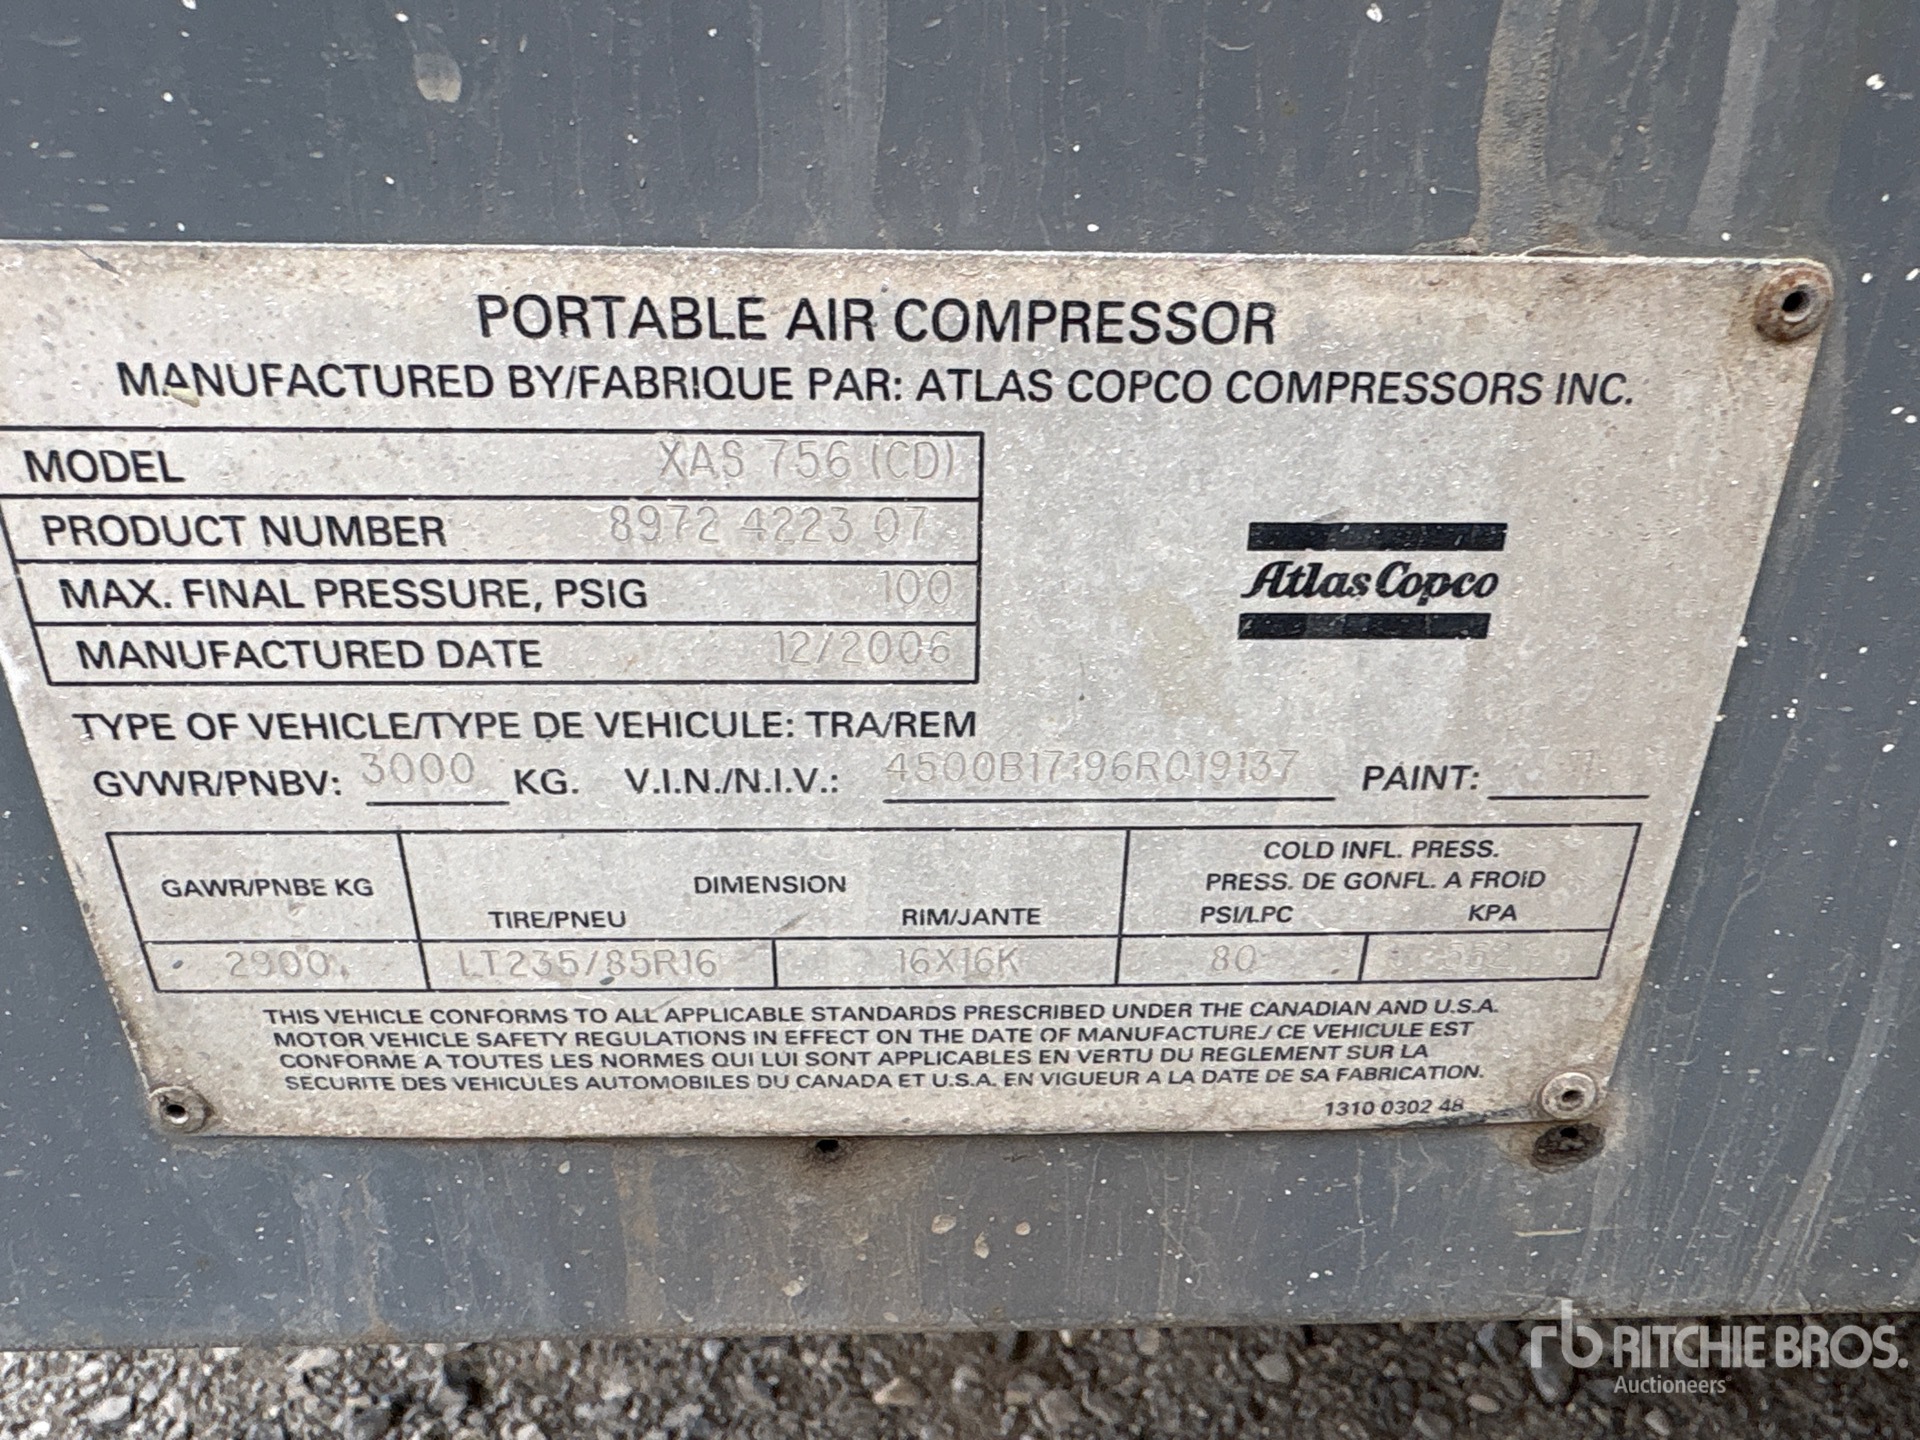 PORTABLE AIR COMPRESSOR
MANUFACTURED BY/FABRIQUE PAR: ATLAS COPCO COMPRESSORS INC.
MODEL XAS 756 (CD)
PRODUCT NUMBER 8972 4223 07
MAX. FINAL PRESSURE, PSIG 100
MANUFACTURED DATE 12/2006
Atlas Copco
TYPE OF VEHICLE/TYPE DE VEHICULE: TRA/REM
GVWR/PNBV: 3000 KG. V.I.N./N.I.V.: 4500B17196R019137 PAINT:
COLD INFL. PRESS.
GAWR/PNBE KG DIMENSION PRESS. DE GONFL. A FROID
TIRE/PNEU RIM/JANTE PSI/LPC KPA
2900 LT235/85R16 16X16K 80 552
THIS VEHICLE CONFORMS TO ALL APPLICABLE STANDARDS PRESCRIBED UNDER THE CANADIAN AND U.S.A.
MOTOR VEHICLE SAFETY REGULATIONS IN EFFECT ON THE DATE OF MANUFACTURE./ CE VEHICULE EST
CONFORME A TOUTES LES NORMES QUI LUI SONT APPLICABLES EN VERTU DU REGLEMENT SUR LA
SECURITE DES VEHICULES AUTOMOBILES DU CANADA ET U.S.A. EN VIGUEUR A LA DATE DE SA FABRICATION.
1310 0302 48
rb RITCHIE BROS.
Auctioneers